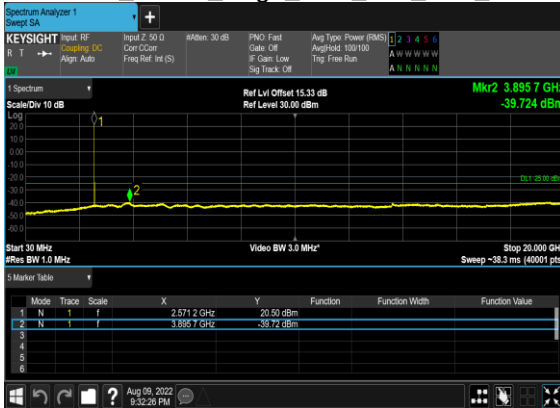 Spectrum Analyzer 1
Swept SA
+
KEYSIGHT Input: RF Input Z: 50 Ω #Atten: 30 dB PNO: Fast Avg Type: Power (RMS) 1 2 3 4 5 6
R T Coupling: DC Corr CCorr Gate: Off Avg|Hold: 100/100 A W W W W W
Align: Auto Freq Ref: Int (S) IF Gain: Low Trig: Free Run
Sig Track: Off A N N N N N
1 Spectrum Ref Lvl Offset 15.33 dB Mkr2 3.895 7 GHz
Scale/Div 10 dB Ref Level 30.00 dBm -39.724 dBm
Log
20.0
10.0
0.00
-10.0
-20.0
-30.0
-40.0
-50.0
-60.0
1
2
DL1 -25.00 dBm
Start 30 MHz Video BW 3.0 MHz* Stop 20.000 GHz
#Res BW 1.0 MHz Sweep ~38.3 ms (40001 pts)
5 Marker Table
Mode Trace Scale X Y Function Function Width Function Value
1 N 1 f 2.571 2 GHz 20.50 dBm
2 N 1 f 3.895 7 GHz -39.72 dBm
3
4
5
6
? Aug 09, 2022
9:32:26 PM